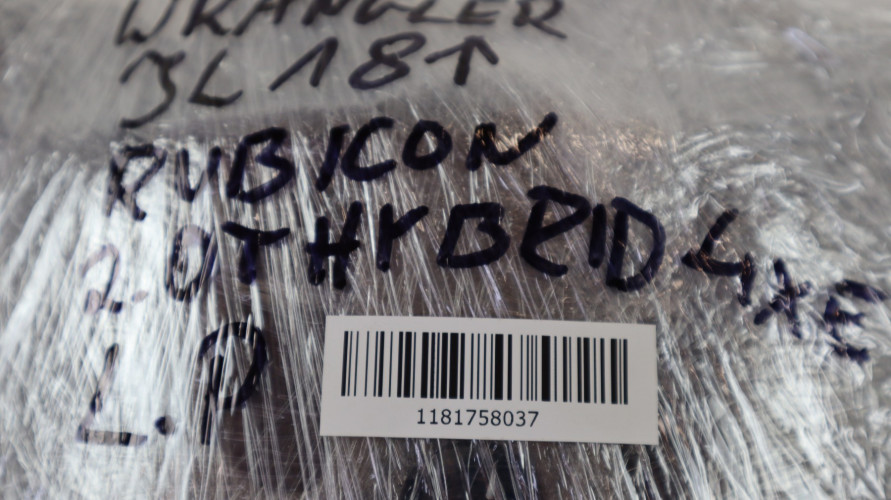 WRANGLER
JL 18↑
RUBICON
2.0T HYBRID 4xE
L.P
1181758037